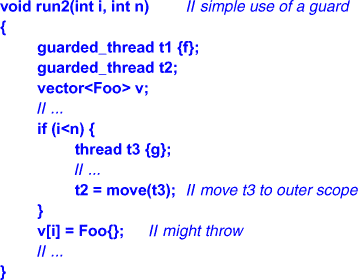 void run2(int i, int n) // simple use of a guard
{
guarded_thread t1 {f};
guarded_thread t2;
vector<Foo> v;
// ...
if (i<n) {
thread t3 {g};
// ...
t2 = move(t3); // move t3 to outer scope
}
v[i] = Foo{}; // might throw
// ...
}